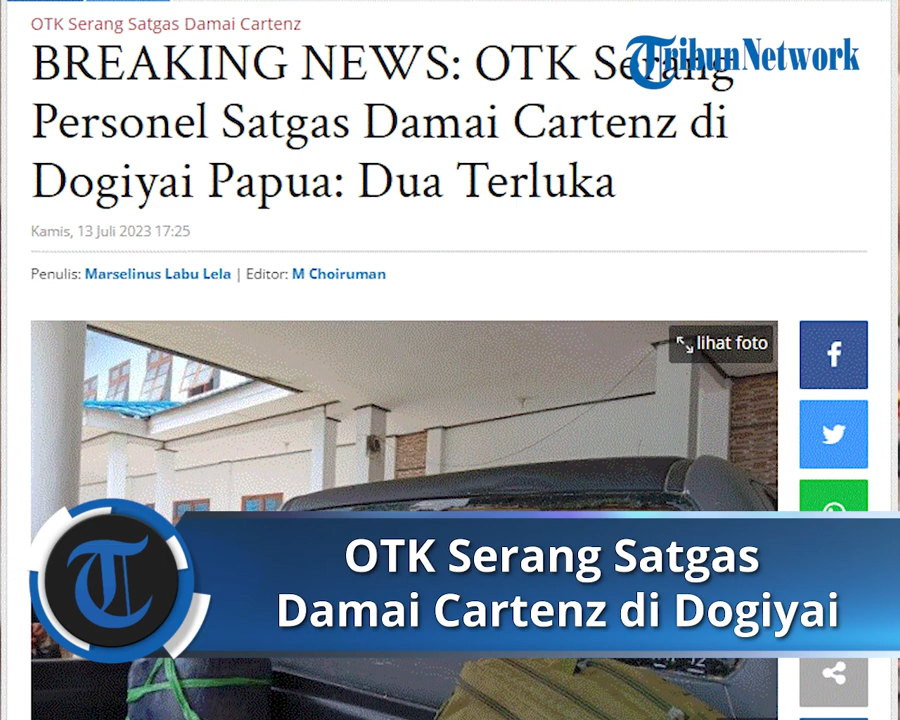 OTK Serang Satgas Damai Cartenz
BREAKING NEWS: OTK Serang
TribunNetwork
Personel Satgas Damai Cartenz di
Dogiyai Papua: Dua Terluka
Kamis, 13 Juli 2023 17:25
Penulis: Marselinus Labu Lela | Editor: M Choiruman
lihat foto
OTK Serang Satgas
Damai Cartenz di Dogiyai